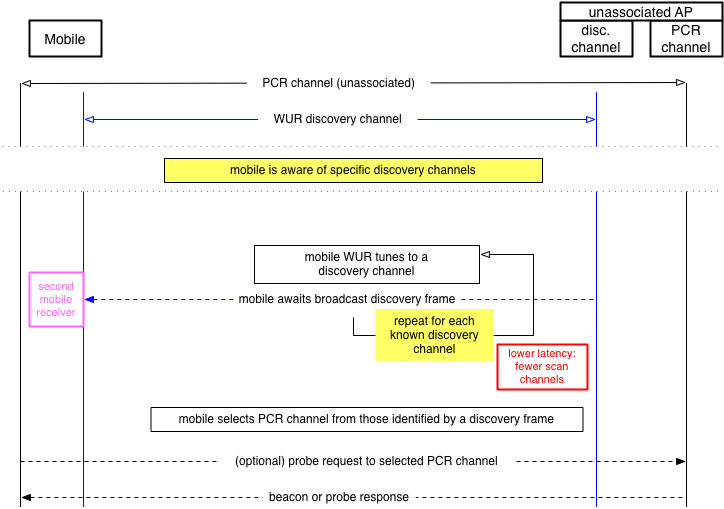 unassociated AP
Mobile
disc.
channel
PCR
channel
PCR channel (unassociated)
WUR discovery channel
mobile is aware of specific discovery channels
mobile WUR tunes to a
discovery channel
second
mobile
receiver
mobile awaits broadcast discovery frame
repeat for each
known discovery
channel
lower latency:
fewer scan
channels
mobile selects PCR channel from those identified by a discovery frame
(optional) probe request to selected PCR channel
beacon or probe response